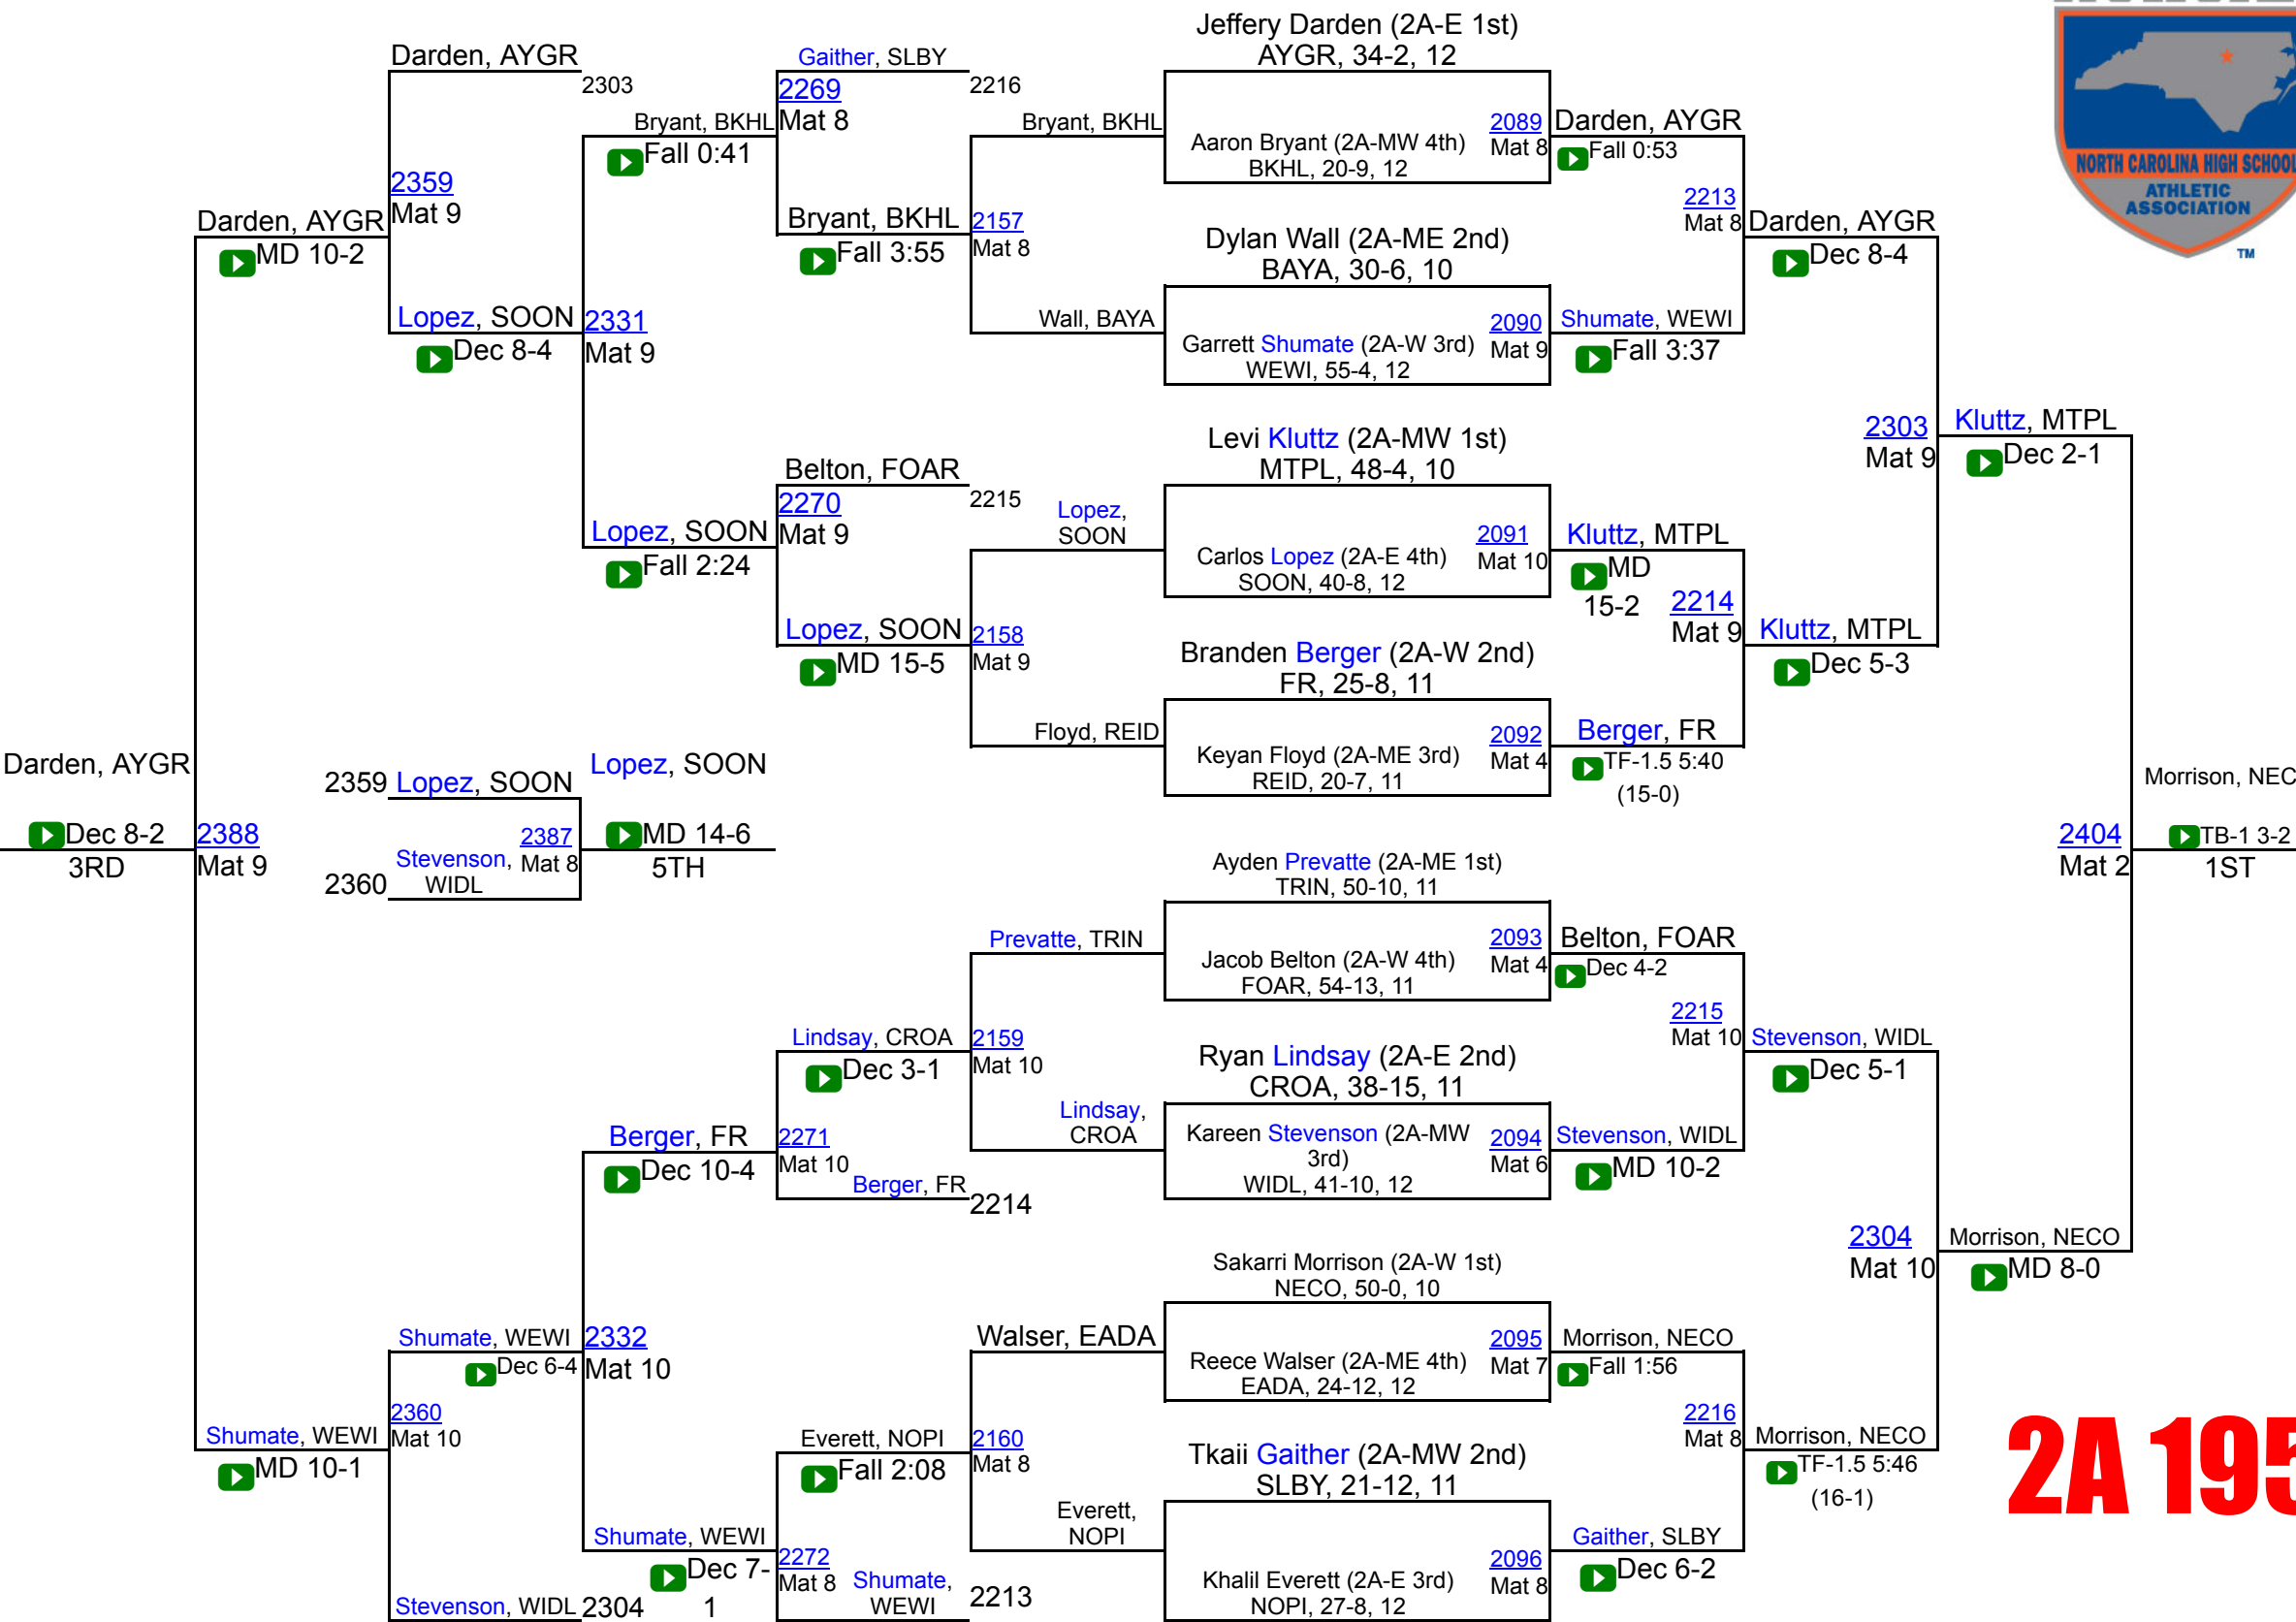 Jeffery Darden (2A-E 1st)
AYGR, 34-2, 12
Aaron Bryant (2A-MW 4th)
BKHL, 20-9, 12
2089
Mat 8
Dylan Wall (2A-ME 2nd)
BAYA, 30-6, 10
Garrett Shumate (2A-W 3rd)
WEWI, 55-4, 12
2090
Mat 9
Levi Kluttz (2A-MW 1st)
MTPL, 48-4, 10
Carlos Lopez (2A-E 4th)
SOON, 40-8, 12
2091
Mat 10
Branden Berger (2A-W 2nd)
FR, 25-8, 11
Keyan Floyd (2A-ME 3rd)
REID, 20-7, 11
2092
Mat 4
Ayden Prevatte (2A-ME 1st)
TRIN, 50-10, 11
Jacob Belton (2A-W 4th)
FOAR, 54-13, 11
2093
Mat 4
Ryan Lindsay (2A-E 2nd)
CROA, 38-15, 11
Kareen Stevenson (2A-MW
3rd)
WIDL, 41-10, 12
2094
Mat 6
Sakarri Morrison (2A-W 1st)
NECO, 50-0, 10
Reece Walser (2A-ME 4th)
EADA, 24-12, 12
2095
Mat 7
Tkaii Gaither (2A-MW 2nd)
SLBY, 21-12, 11
Khalil Everett (2A-E 3rd)
NOPI, 27-8, 12
2096
Mat 8
Darden, AYGR
Fall 0:53
2213
Mat 8
Shumate, WEWI
Fall 3:37
Kluttz, MTPL
MD
15-2
2214
Mat 9
Berger, FR
TF-1.5 5:40
(15-0)
Belton, FOAR
Dec 4-2
2215
Mat 10
Stevenson, WIDL
MD 10-2
Morrison, NECO
Fall 1:56
2216
Mat 8
Gaither, SLBY
Dec 6-2
Darden, AYGR
Dec 8-4
2303
Mat 9
Kluttz, MTPL
Dec 5-3
Stevenson, WIDL
Dec 5-1
2304
Mat 10
Morrison, NECO
TF-1.5 5:46
(16-1)
Kluttz, MTPL
Dec 2-1
2404
Mat 2
Morrison, NECO
MD 8-0
Morrison, NEC
TB-1 3-2
1ST
Bryant, BKHL
2157
Mat 8
Wall, BAYA
Lopez,
SOON
2158
Mat 9
Floyd, REID
Prevatte, TRIN
2159
Mat 10
Lindsay,
CROA
Walser, EADA
2160
Mat 8
Everett,
NOPI
Gaither, SLBY
2216
2269
Mat 8
Bryant, BKHL
Fall 3:55
Belton, FOAR
2215
2270
Mat 9
Lopez, SOON
MD 15-5
Lindsay, CROA
Dec 3-1
2271
Mat 10
Berger, FR
2214
Everett, NOPI
Fall 2:08
2272
Mat 8
Shumate,
WEWI
2213
Bryant, BKHL
Fall 0:41
2331
Mat 9
Lopez, SOON
Fall 2:24
Berger, FR
Dec 10-4
2332
Mat 10
Shumate, WEWI
Dec 7-
1
Darden, AYGR
2303
2359
Mat 9
Lopez, SOON
Dec 8-4
Shumate, WEWI
Dec 6-4
2360
Mat 10
Stevenson, WIDL
2304
Darden, AYGR
MD 10-2
2388
Mat 9
Shumate, WEWI
MD 10-1
Darden, AYGR
Dec 8-2
3RD
2359
Lopez, SOON
2387
Mat 8
2360
Stevenson,
WIDL
Lopez, SOON
MD 14-6
5TH
NORTH CAROLINA HIGH SCHOOL
ATHLETIC
ASSOCIATION
TM
2A 195